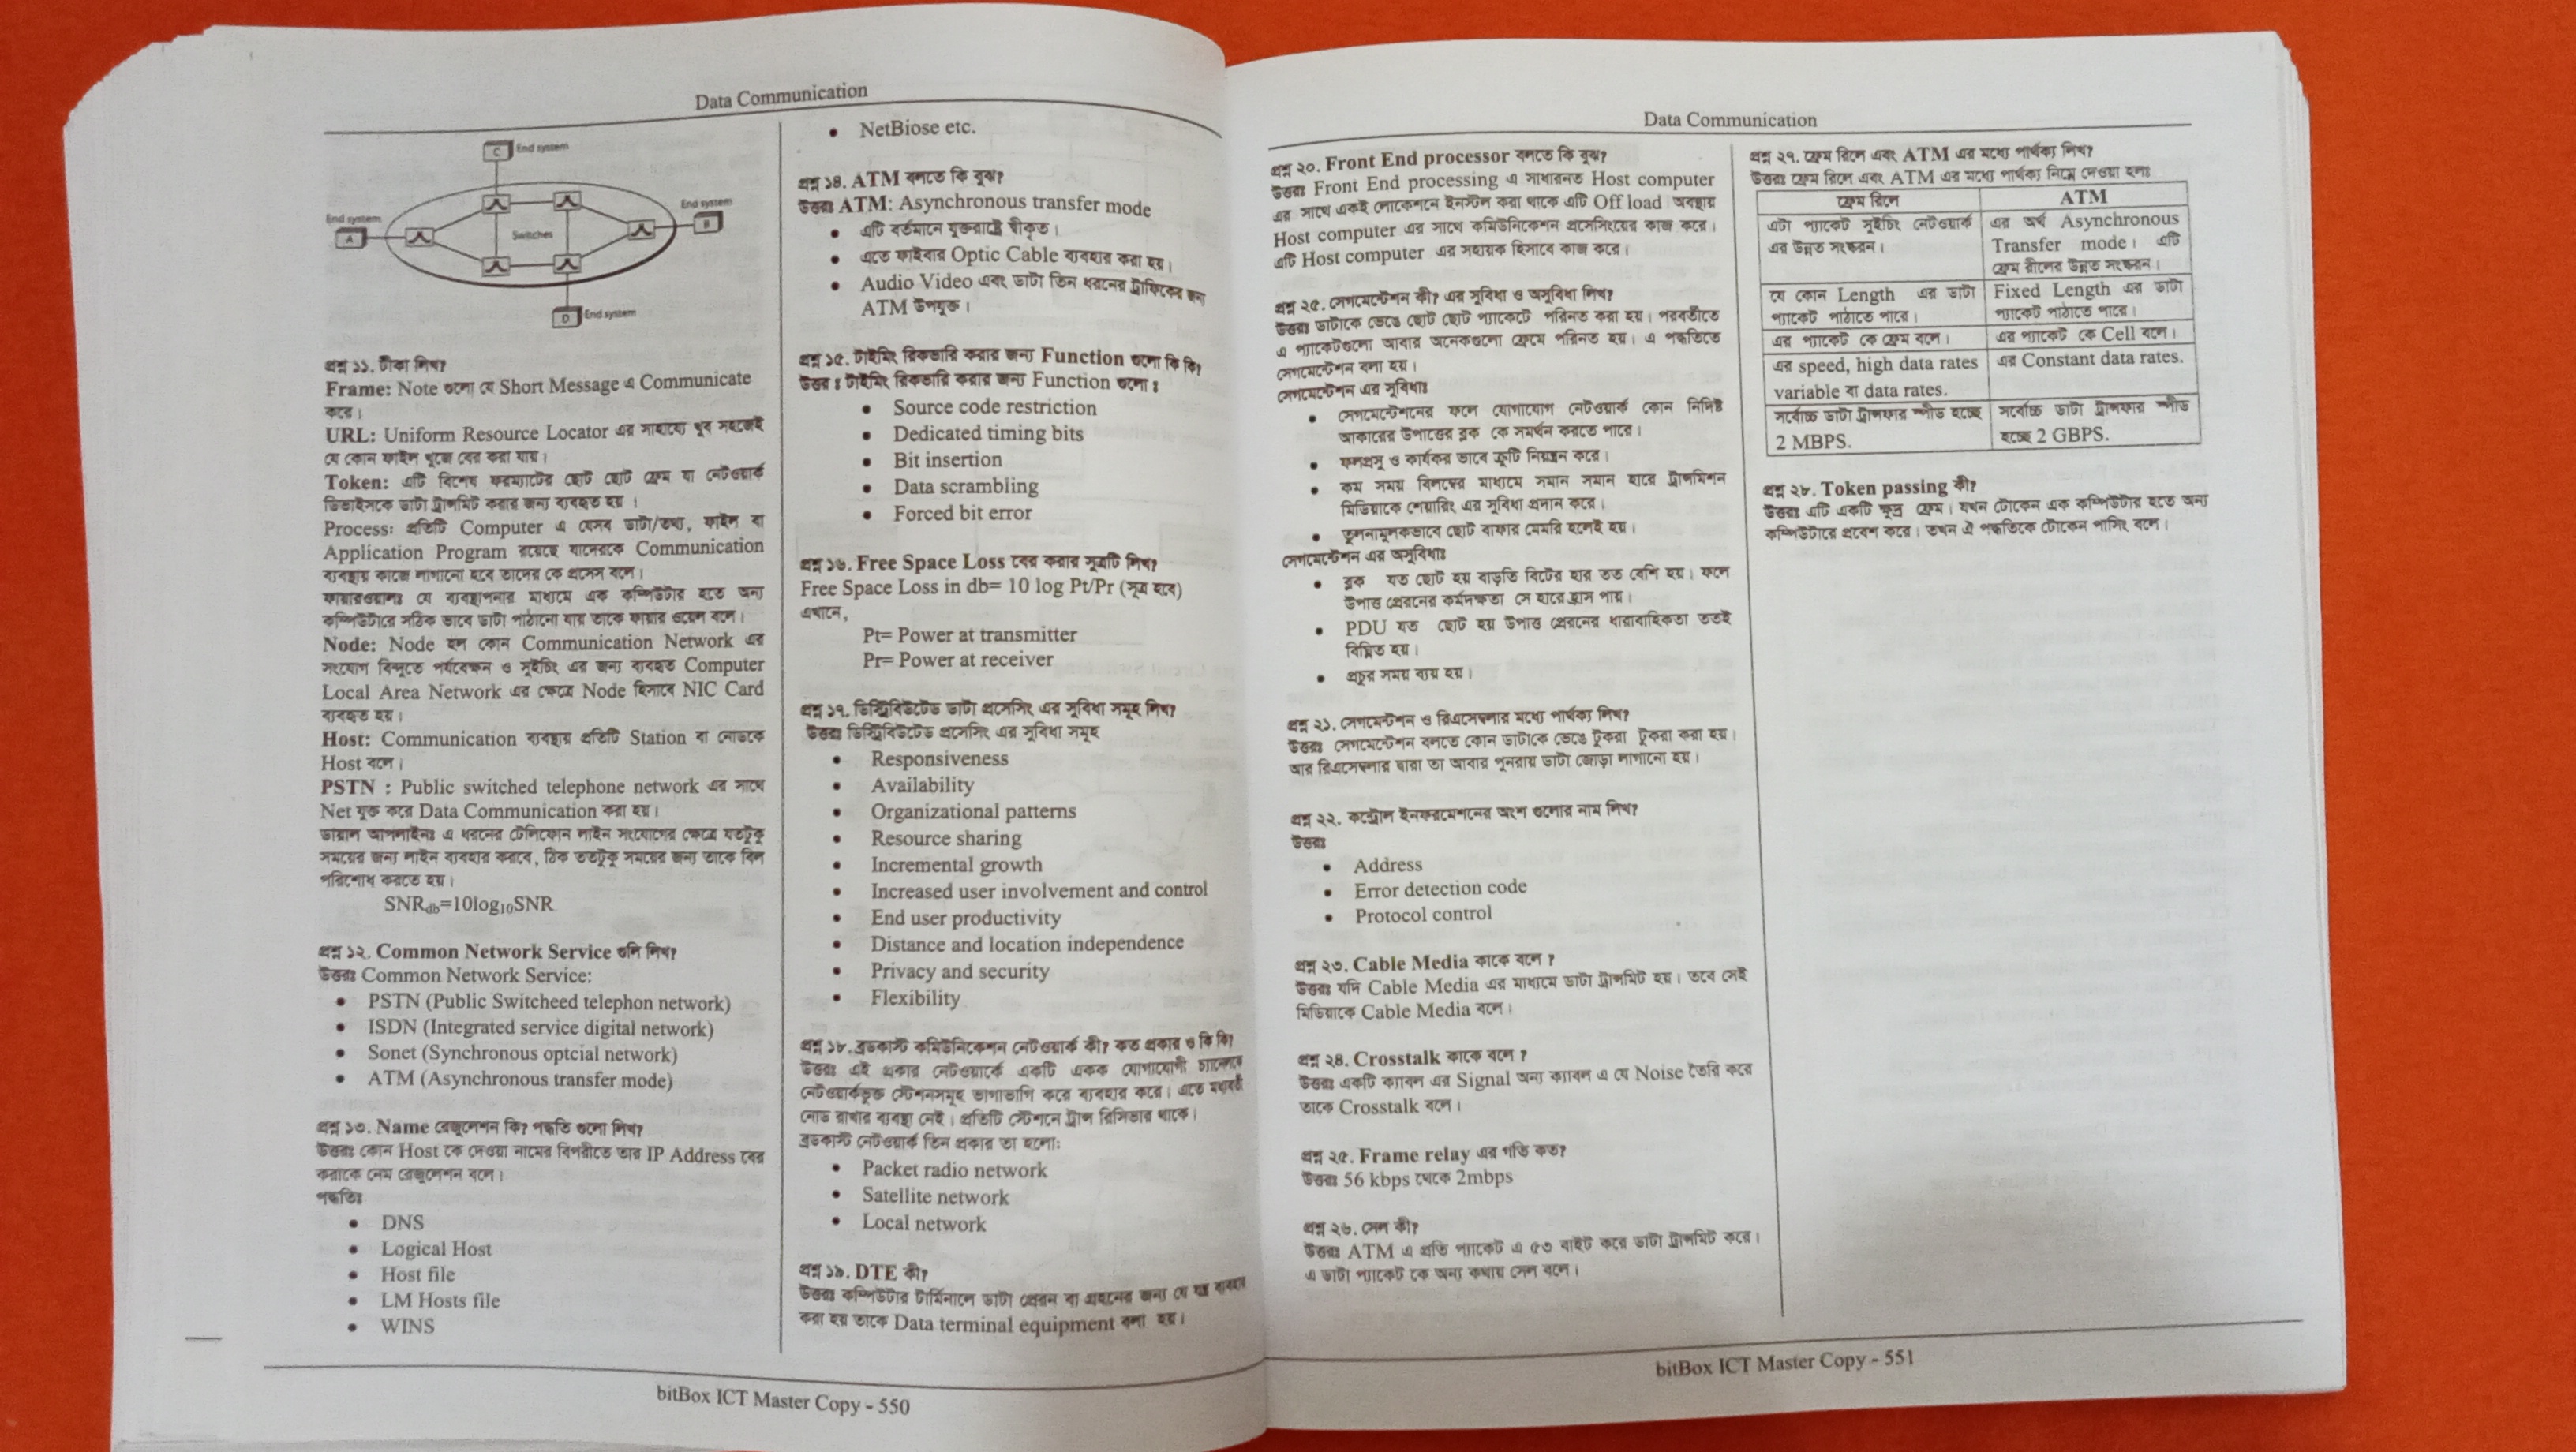 Data Communication
C End system
End system
A
Switches
End system
B
D End system
প্রশ্ন ১১. টীকা লিখ?
Frame: Note গুলো যে Short Message এ Communicate
করে।
URL: Uniform Resource Locator এর সাহায্যে খুব সহজেই
যে কোন ফাইল খুজে বের করা যায়।
Token: এটি বিশেষ ফরম্যাটের ছোট ছোট ফ্রেম যা নেটওয়ার্ক
ডিভাইসকে ডাটা ট্রান্সমিট করার জন্য ব্যবহৃত হয় ।
Process: প্রতিটি Computer এ যেসব ডাটা/তথ্য, ফাইল বা
Application Program রয়েছে যাদেরকে Communication
ব্যবস্থায় কাজে লাগানো হবে তাদের কে প্রসেস বলে।
ফায়ারওয়ালঃ যে ব্যবস্থাপনার মাধ্যমে এক কম্পিউটার হতে অন্য
কম্পিউটারে সঠিক ভাবে ডাটা পাঠানো যায় তাকে ফায়ার ওয়েল বলে।
Node: Node হল কোন Communication Network এর
সংযোগ বিন্দুতে পর্যবেক্ষন ও সুইচিং এর জন্য ব্যবহৃত Computer
Local Area Network এর ক্ষেত্রে Node হিসাবে NIC Card
ব্যবহৃত হয়।
Host: Communication ব্যবস্থায় প্রতিটি Station বা নোডকে
Host বলে।
PSTN : Public switched telephone network এর সাথে
Net যুক্ত করে Data Communication করা হয়।
ডায়াল আপলাইনঃ এ ধরনের টেলিফোন লাইন সংযোগের ক্ষেত্রে যতটুকু
সময়ের জন্য লাইন ব্যবহার করবে, ঠিক ততটুকু সময়ের জন্য তাকে বিল
পরিশোধ করতে হয়।
SNRdb=10log10SNR
প্রশ্ন ১২. Common Network Service গুলি লিখ?
উত্তরঃ Common Network Service:
• PSTN (Public Switcheed telephon network)
• ISDN (Integrated service digital network)
• Sonet (Synchronous optcial network)
• ATM (Asynchronous transfer mode)
প্রশ্ন ১৩. Name রেজুলেশন কি? পদ্ধতি গুলো লিখ?
উত্তরঃ কোন Host কে দেওয়া নামের বিপরীতে তার IP Address বের
করাকে নেম রেজুলেশন বলে।
পদ্ধতিঃ
• DNS
• Logical Host
• Host file
• LM Hosts file
• WINS
• NetBiose etc.
প্রশ্ন ১৪. ATM বলতে কি বুঝ?
উত্তরঃ ATM: Asynchronous transfer mode
• এটি বর্তমানে যুক্তরাষ্ট্রে স্বীকৃত।
• এতে ফাইবার Optic Cable ব্যবহার করা হয়।
• Audio Video এবং ডাটা তিন ধরনের ট্রাফিকের জন্য
ATM উপযুক্ত।
প্রশ্ন ১৫. টাইমিং রিকভারি করার জন্য Function গুলো কি কি?
উত্তর ঃ টাইমিং রিকভারি করার জন্য Function গুলো ঃ
• Source code restriction
• Dedicated timing bits
• Bit insertion
• Data scrambling
• Forced bit error
প্রশ্ন ১৬. Free Space Loss বের করার সূত্রটি লিখ?
Free Space Loss in db= 10 log Pt/Pr (সূত্র হবে)
এখানে,
Pt= Power at transmitter
Pr= Power at receiver
প্রশ্ন ১৭. ডিস্ট্রিবিউটেড ডাটা প্রসেসিং এর সুবিধা সমূহ লিখ?
উত্তরঃ ডিস্ট্রিবিউটেড প্রসেসিং এর সুবিধা সমূহ
• Responsiveness
• Availability
• Organizational patterns
• Resource sharing
• Incremental growth
• Increased user involvement and control
• End user productivity
• Distance and location independence
• Privacy and security
• Flexibility
প্রশ্ন ১৮. ব্রডকাস্ট কমিউনিকেশন নেটওয়ার্ক কী? কত প্রকার ও কি কি?
উত্তরঃ এই প্রকার নেটওয়ার্কে একটি একক যোগাযোগী চ্যানেলকে
নেটওয়ার্কভুক্ত স্টেশনসমূহ ভাগাভাগি করে ব্যবহার করে। এতে মধ্যবর্তী
নোড রাখার ব্যবস্থা নেই। প্রতিটি স্টেশনে ট্রান্স রিসিভার থাকে।
ব্রডকাস্ট নেটওয়ার্ক তিন প্রকার তা হলো:
• Packet radio network
• Satellite network
• Local network
প্রশ্ন ১৯. DTE কী?
উত্তরঃ কম্পিউটার টার্মিনালে ডাটা প্রেরন বা গ্রহনের জন্য যে যন্ত্র ব্যবহার
করা হয় তাকে Data terminal equipment বলা হয়।
bitBox ICT Master Copy - 550
Data Communication
প্রশ্ন ২০. Front End processor বলতে কি বুঝ?
উত্তরঃ Front End processing এ সাধারনত Host computer
এর সাথে একই লোকেশনে ইনস্টল করা থাকে এটি Off load অবস্থায়
Host computer এর সাথে কমিউনিকেশন প্রসেসিংয়ের কাজ করে।
এটি Host computer এর সহায়ক হিসাবে কাজ করে।
প্রশ্ন ২৫. সেগমেন্টেশন কী? এর সুবিধা ও অসুবিধা লিখ?
উত্তরঃ ডাটাকে ভেঙে ছোট ছোট প্যাকেটে পরিনত করা হয়। পরবর্তীতে
এ প্যাকেটগুলো আবার অনেকগুলো ফ্রেমে পরিনত হয়। এ পদ্ধতিতে
সেগমেন্টেশন বলা হয়।
সেগমেন্টেশন এর সুবিধাঃ
• সেগমেন্টেশনের ফলে যোগাযোগ নেটওয়ার্ক কোন নির্দিষ্ট
আকারের উপাত্তের ব্লক কে সমর্থন করতে পারে।
• ফলপ্রসূ ও কার্যকর ভাবে ত্রুটি নিয়ন্ত্রন করে।
• কম সময় বিলম্বের মাধ্যমে সমান সমান হারে ট্রান্সমিশন
মিডিয়াকে শেয়ারিং এর সুবিধা প্রদান করে।
• তুলনামূলকভাবে ছোট বাফার মেমরি হলেই হয়।
সেগমেন্টেশন এর অসুবিধাঃ
• ব্লক যত ছোট হয় বাড়তি বিটের হার তত বেশি হয়। ফলে
উপাত্ত প্রেরনের কর্মদক্ষতা সে হারে হ্রাস পায়।
• PDU যত ছোট হয় উপাত্ত প্রেরনের ধারাবাহিকতা ততই
বিঘ্নিত হয়।
• প্রচুর সময় ব্যয় হয়।
প্রশ্ন ২১. সেগমেন্টেশন ও রিএসেম্বলার মধ্যে পার্থক্য লিখ?
উত্তরঃ সেগমেন্টেশন বলতে কোন ডাটাকে ভেঙে টুকরা টুকরা করা হয়।
আর রিএসেম্বলার দ্বারা তা আবার পুনরায় ডাটা জোড়া লাগানো হয়।
প্রশ্ন ২২. কন্ট্রোল ইনফরমেশনের অংশ গুলোর নাম লিখ?
উত্তরঃ
• Address
• Error detection code
• Protocol control
প্রশ্ন ২৩. Cable Media কাকে বলে ?
উত্তরঃ যদি Cable Media এর মাধ্যমে ডাটা ট্রান্সমিট হয়। তবে সেই
মিডিয়াকে Cable Media বলে।
প্রশ্ন ২৪. Crosstalk কাকে বলে ?
উত্তরঃ একটি ক্যাবল এর Signal অন্য ক্যাবল এ যে Noise তৈরি করে
তাকে Crosstalk বলে।
প্রশ্ন ২৫. Frame relay এর গতি কত?
উত্তরঃ 56 kbps থেকে 2mbps
প্রশ্ন ২৬. সেল কী?
উত্তরঃ ATM এ প্রতি প্যাকেট এ ৫৩ বাইট করে ডাটা ট্রান্সমিট করে।
এ ডাটা প্যাকেট কে অন্য কথায় সেল বলে।
প্রশ্ন ২৭. ফ্রেম রিলে এবং ATM এর মধ্যে পার্থক্য লিখ?
উত্তরঃ ফ্রেম রিলে এবং ATM এর মধ্যে পার্থক্য নিম্নে দেওয়া হলঃ
ফ্রেম রিলে ATM
এটা প্যাকেট সুইচিং নেটওয়ার্ক এর অর্থ Asynchronous
এর উন্নত সংস্করন। Transfer mode। এটি
ফ্রেম রীলের উন্নত সংস্করন।
যে কোন Length এর ডাটা Fixed Length এর ডাটা
প্যাকেট পাঠাতে পারে। প্যাকেট পাঠাতে পারে।
এর প্যাকেট কে ফ্রেম বলে। এর প্যাকেট কে Cell বলে।
এর speed, high data rates এর Constant data rates.
variable বা data rates.
সর্বোচ্চ ডাটা ট্রান্সফার স্পীড হচ্ছে সর্বোচ্চ ডাটা ট্রান্সফার স্পীড
2 MBPS. হচ্ছে 2 GBPS.
প্রশ্ন ২৮. Token passing কী?
উত্তরঃ এটি একটি ক্ষুদ্র ফ্রেম। যখন টোকেন এক কম্পিউটার হতে অন্য
কম্পিউটারে প্রবেশ করে। তখন ঐ পদ্ধতিকে টোকেন পাসিং বলে।
bitBox ICT Master Copy - 551